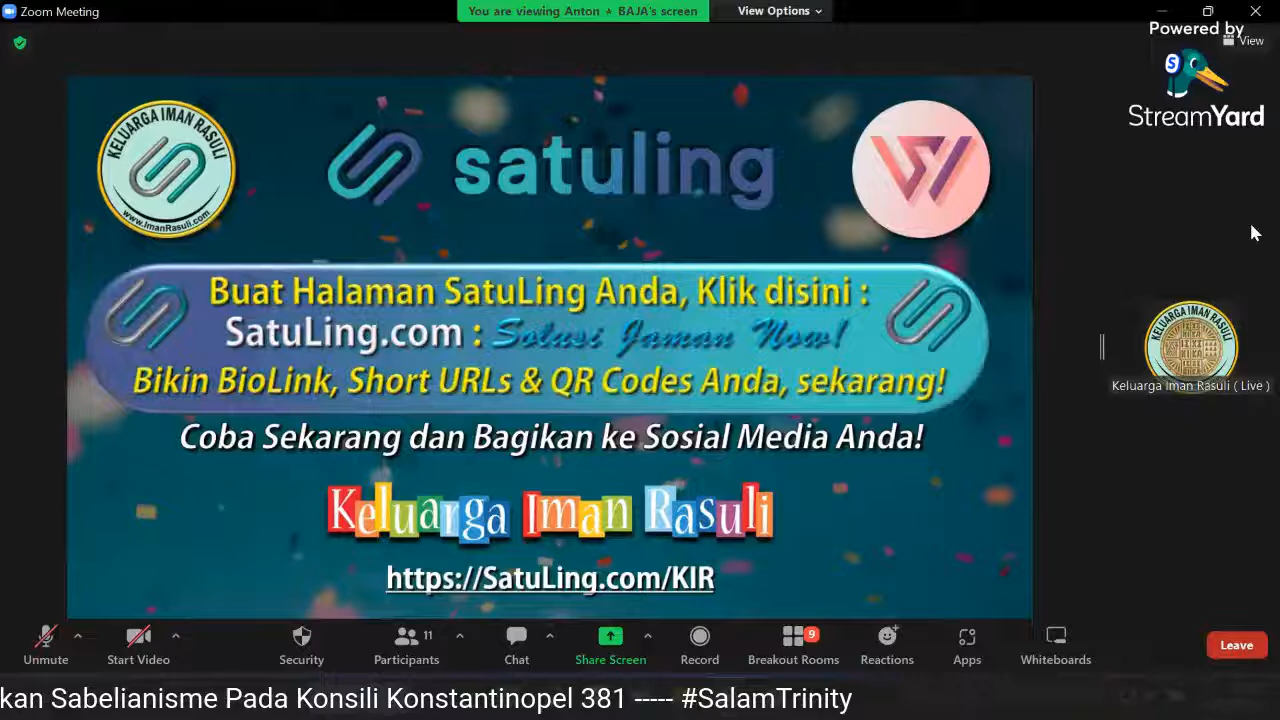 Zoom Meeting
You are viewing Anton ★ BAJA's screen
View Options
Powered by
View
StreamYard
KELUARGA IMAN RASULI
www.ImanRasuli.com
satuling
Buat Halaman SatuLing Anda, Klik disini :
SatuLing.com : Solusi Jaman Now!
Bikin BioLink, Short URLs & QR Codes Anda, sekarang!
Coba Sekarang dan Bagikan ke Sosial Media Anda!
Keluarga Iman Rasuli
https://SatuLing.com/KIR
KELUARGA IMAN RASULI
Keluarga Iman Rasuli ( Live )
Unmute
Start Video
Security
Participants 11
Chat
Share Screen
Record
Breakout Rooms 9
Reactions
Apps
Whiteboards
Leave
kan Sabelianisme Pada Konsili Konstantinopel 381 ----- #SalamTrinity